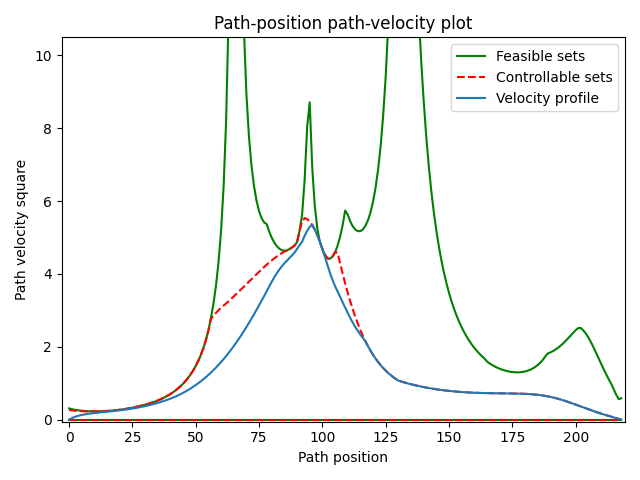 Path-position path-velocity plot
Feasible sets
Controllable sets
Velocity profile
Path velocity square
10
8
6
4
2
0
0 25 50 75 100 125 150 175 200
Path position